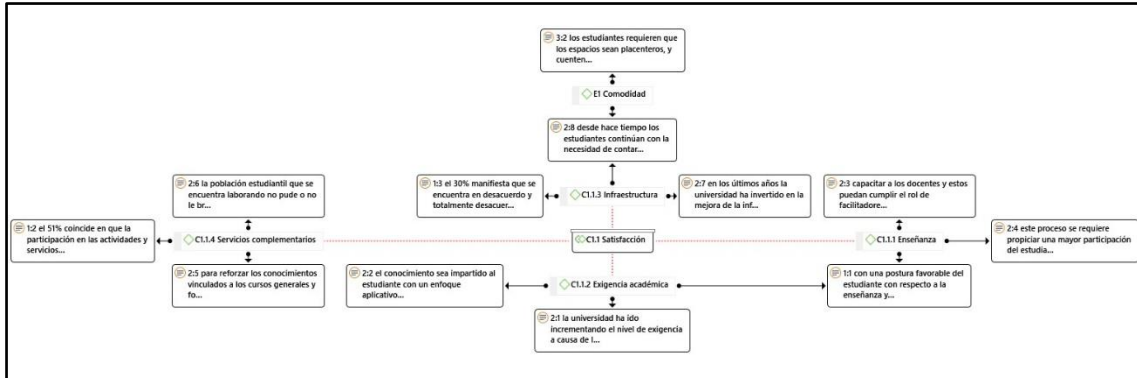 3:2 los estudiantes requieren que
los espacios sean placenteros, y
cuenten...
E1 Comodidad
2:8 desde hace tiempo los
estudiantes continúan con la
necesidad de contar...
2:6 la población estudiantil que se
encuentra laborando no pude o no
le br...
1:3 el 30% manifiesta que se
encuentra en desacuerdo y
totalmente desacuer...
C1.1.3 Infraestructura
2:7 en los últimos años la
universidad ha invertido en la
mejora de la inf...
2:3 capacitar a los docentes y estos
puedan cumplir el rol de
facilitadore...
1:2 el 51% coincide en que la
participación en las actividades y
servicios...
C1.1.4 Servicios complementarios
C1.1 Satisfacción
C1.1.1 Enseñanza
2:4 este proceso se requiere
propiciar una mayor participación
del estudia...
2:5 para reforzar los conocimientos
vinculados a los cursos generales y
fo...
2:2 el conocimiento sea impartido al
estudiante con un enfoque
aplicativo...
C1.1.2 Exigencia académica
1:1 con una postura favorable del
estudiante con respecto a la
enseñanza y...
2:1 la universidad ha ido
incrementando el nivel de exigencia
a causa de l...